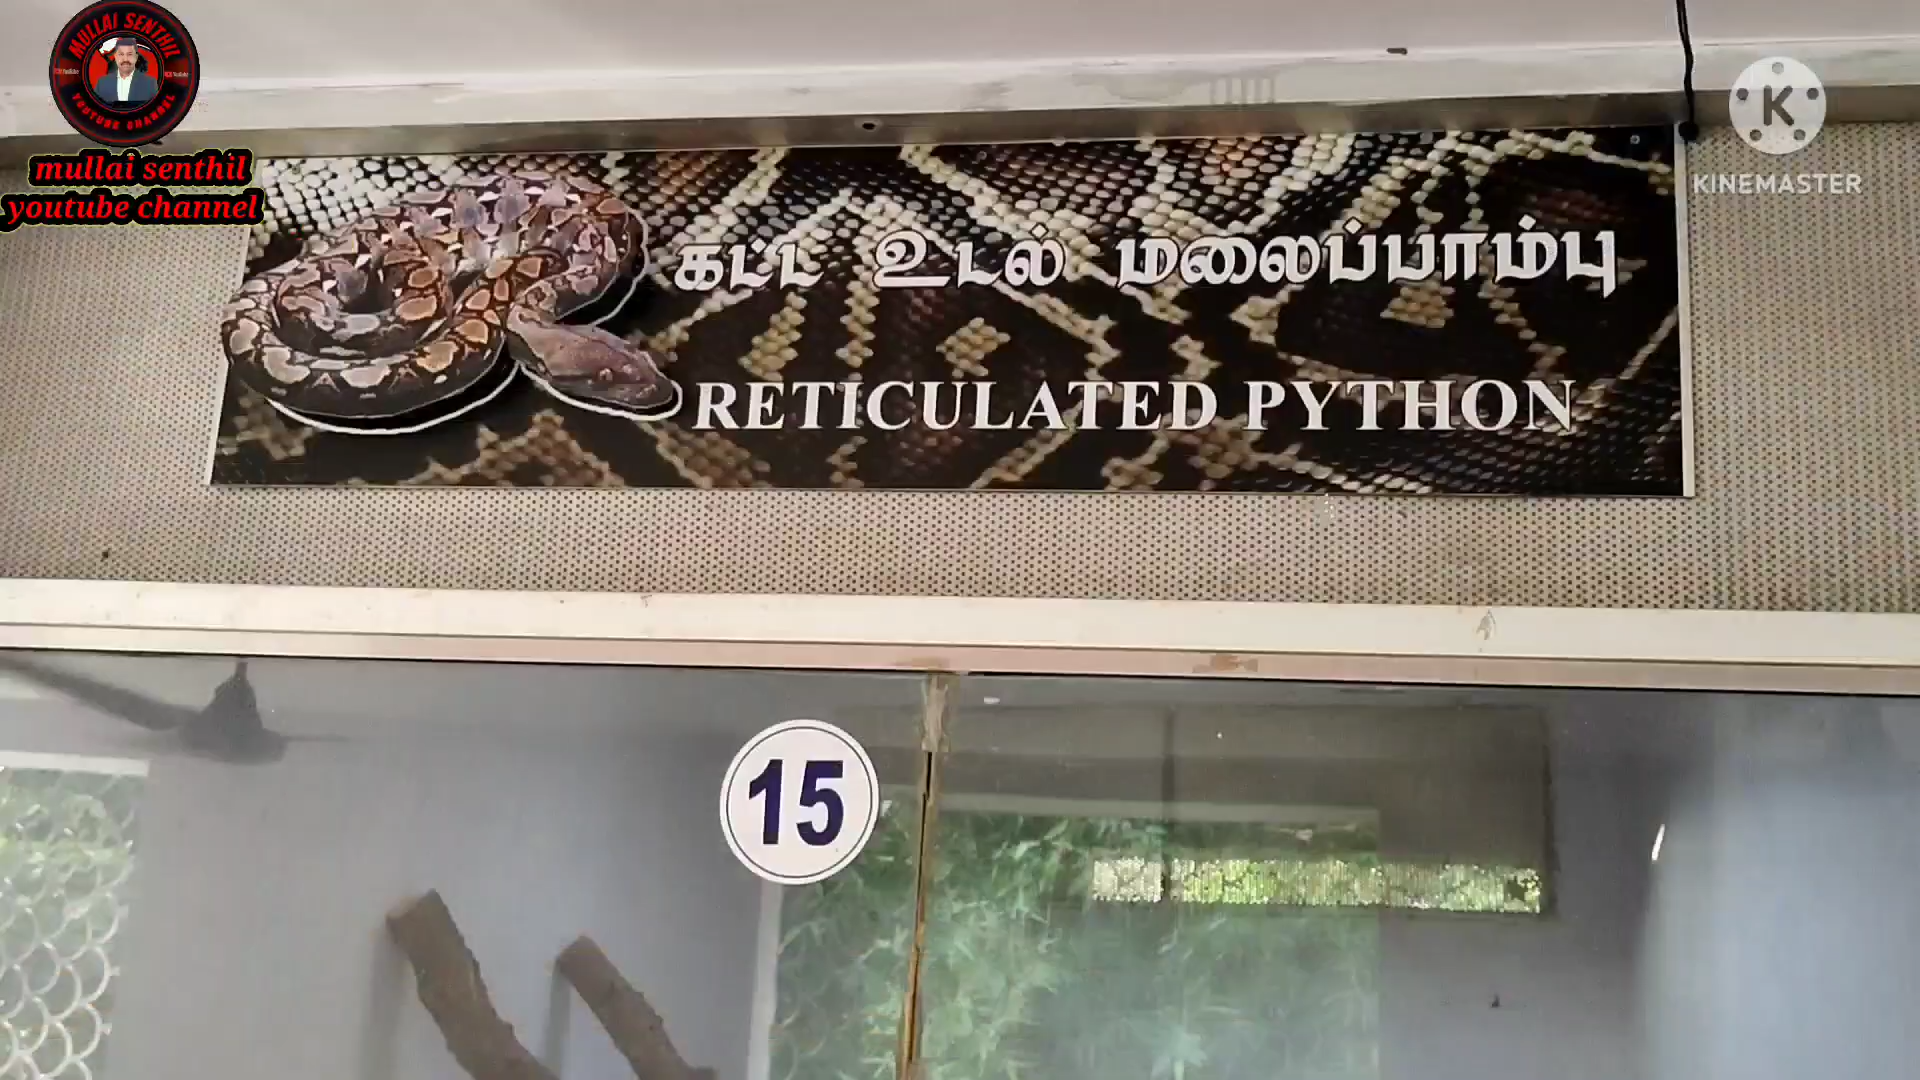 MULLAI SENTHIL
YOUTUBE CHANNEL
mullai senthil
youtube channel
KINEMASTER
கட்ட உடல் மலைப்பாம்பு
RETICULATED PYTHON
15